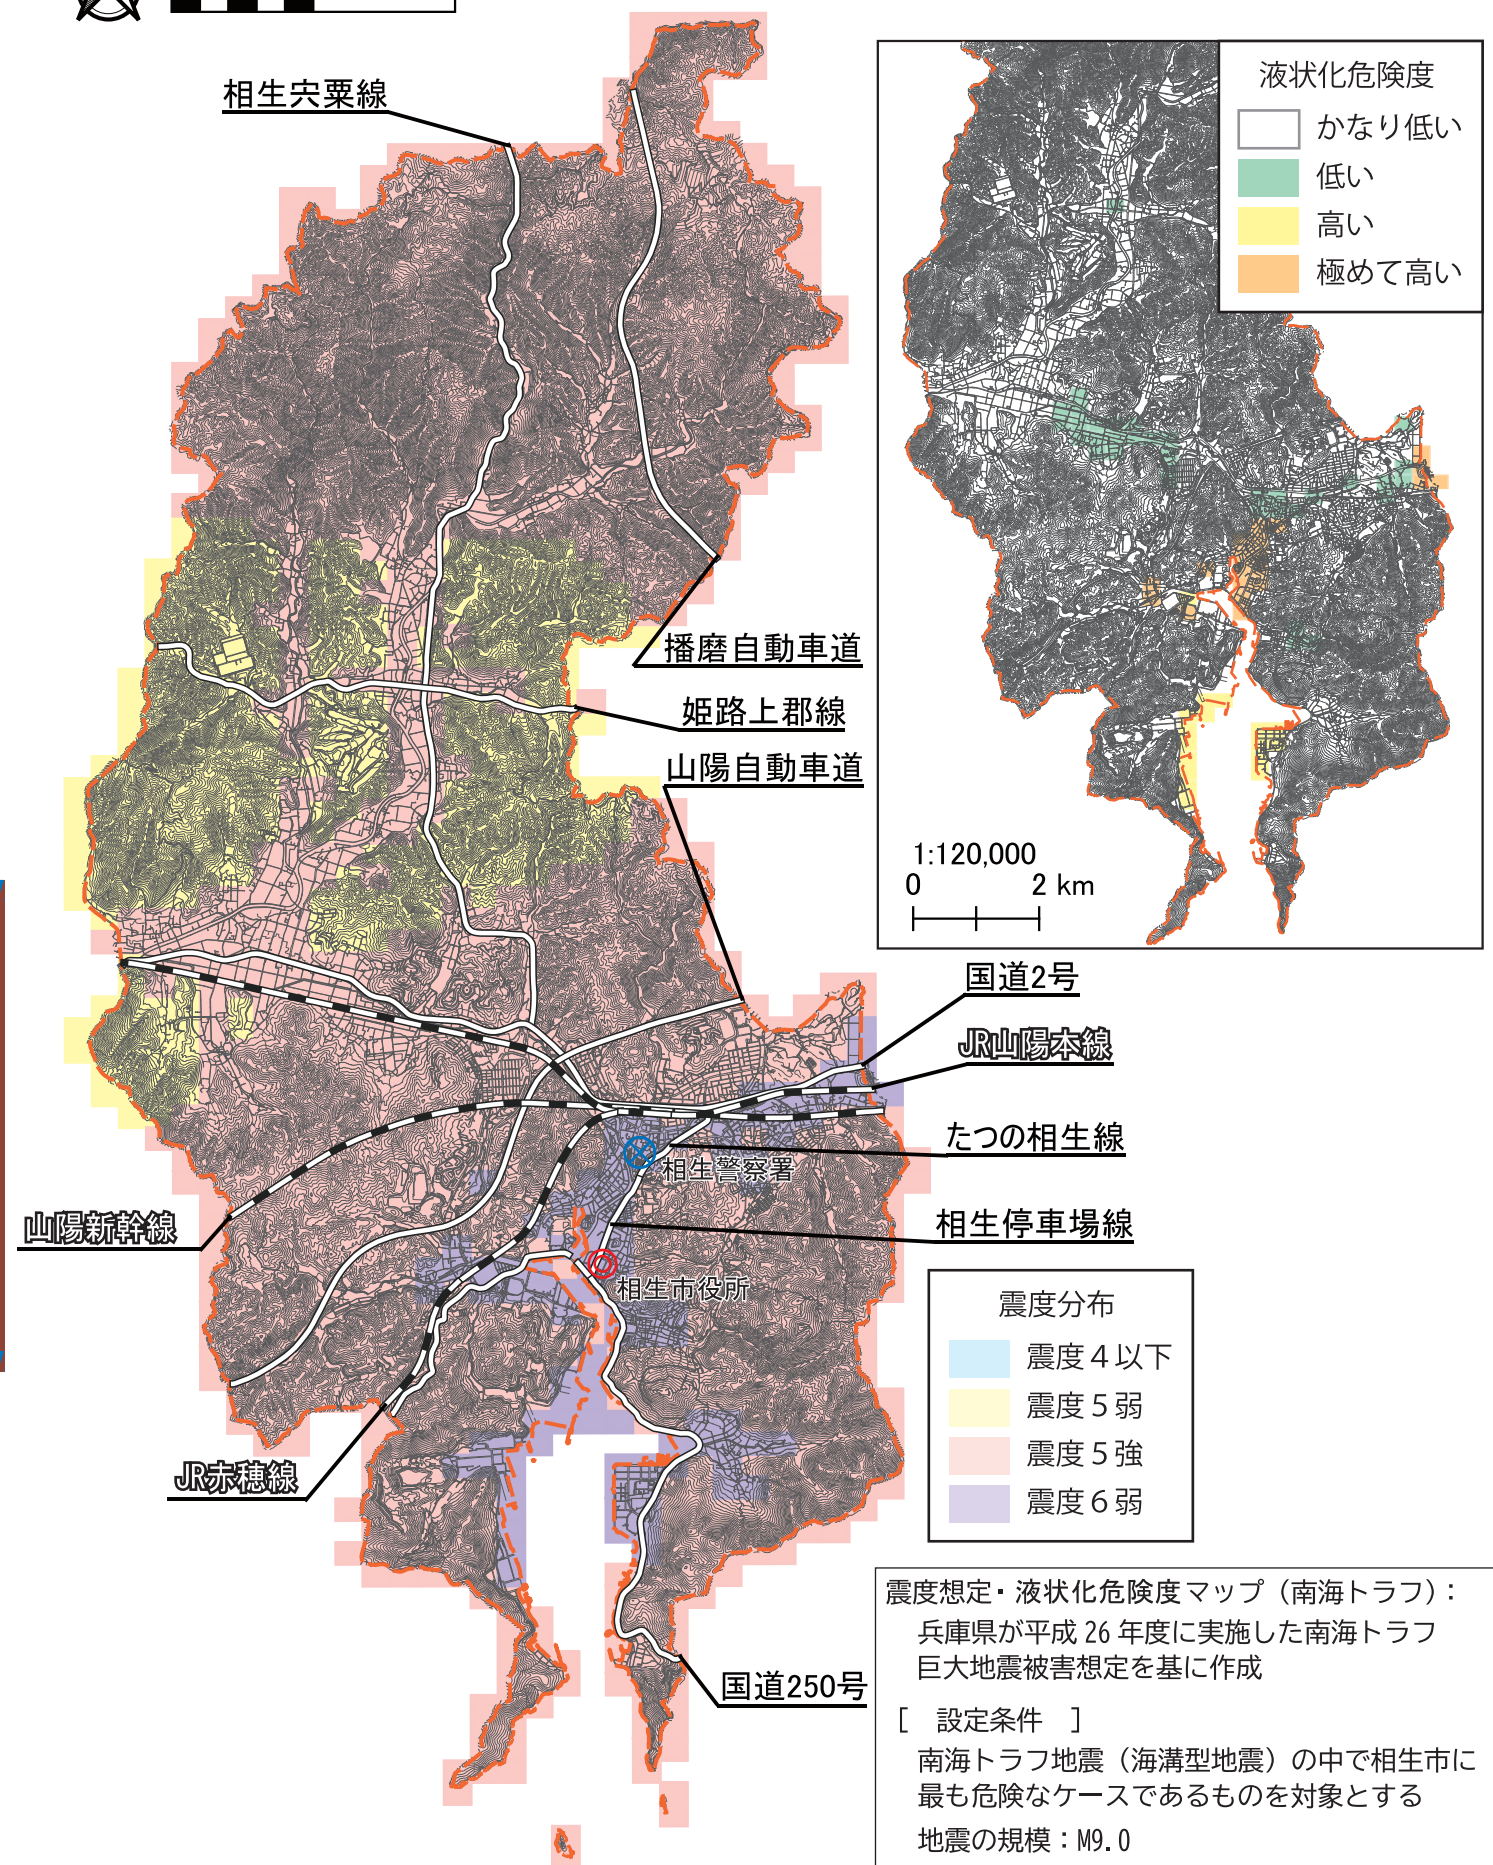 相生宍粟線
液状化危険度
かなり低い
低い
高い
極めて高い
播磨自動車道
姫路上郡線
山陽自動車道
1:120,000
0 2 km
国道2号
JR山陽本線
たつの相生線
相生警察署
相生停車場線
山陽新幹線
相生市役所
震度分布
震度４以下
震度５弱
震度５強
震度６弱
JR赤穂線
国道250号
震度想定・液状化危険度マップ（南海トラフ）：
兵庫県が平成 26 年度に実施した南海トラフ
巨大地震被害想定を基に作成
［ 設定条件 ］
南海トラフ地震（海溝型地震）の中で相生市に
最も危険なケースであるものを対象とする
地震の規模：M9.0